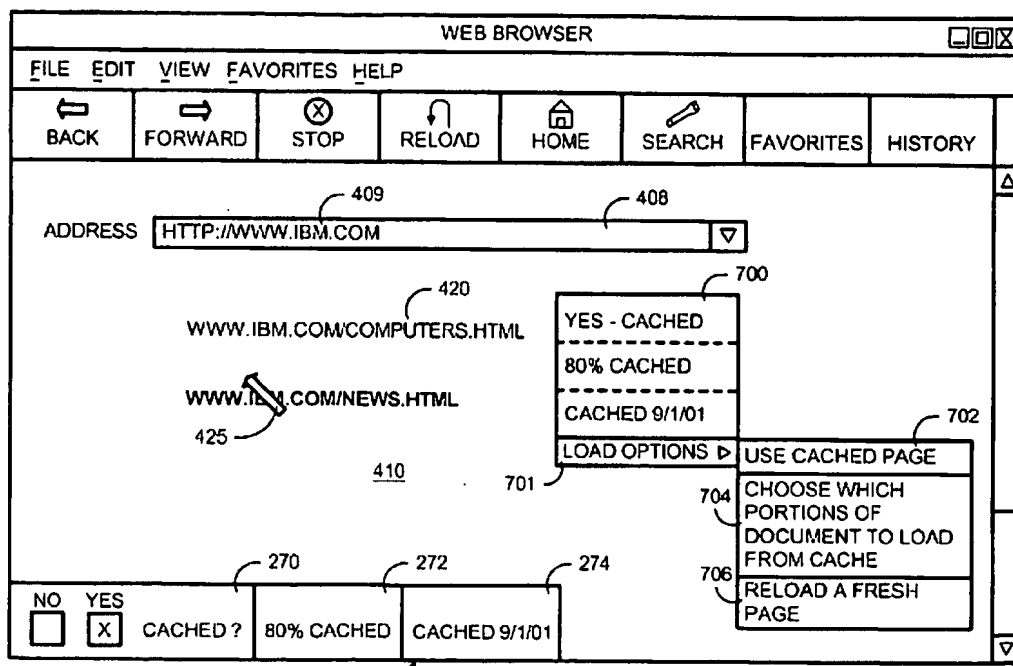 WEB BROWSER
FILE EDIT VIEW FAVORITES HELP
BACK FORWARD STOP RELOAD HOME SEARCH FAVORITES HISTORY
409 408
ADDRESS HTTP://WWW.IBM.COM
700
420
YES - CACHED
WWW.IBM.COM/COMPUTERS.HTML
80% CACHED
WWW.IBM.COM/NEWS.HTML
CACHED 9/1/01
425
702
LOAD OPTIONS
USE CACHED PAGE
701
410
704
CHOOSE WHICH
PORTIONS OF
DOCUMENT TO LOAD
FROM CACHE
270 272 274
706
RELOAD A FRESH
PAGE
NO YES
X CACHED ? 80% CACHED CACHED 9/1/01